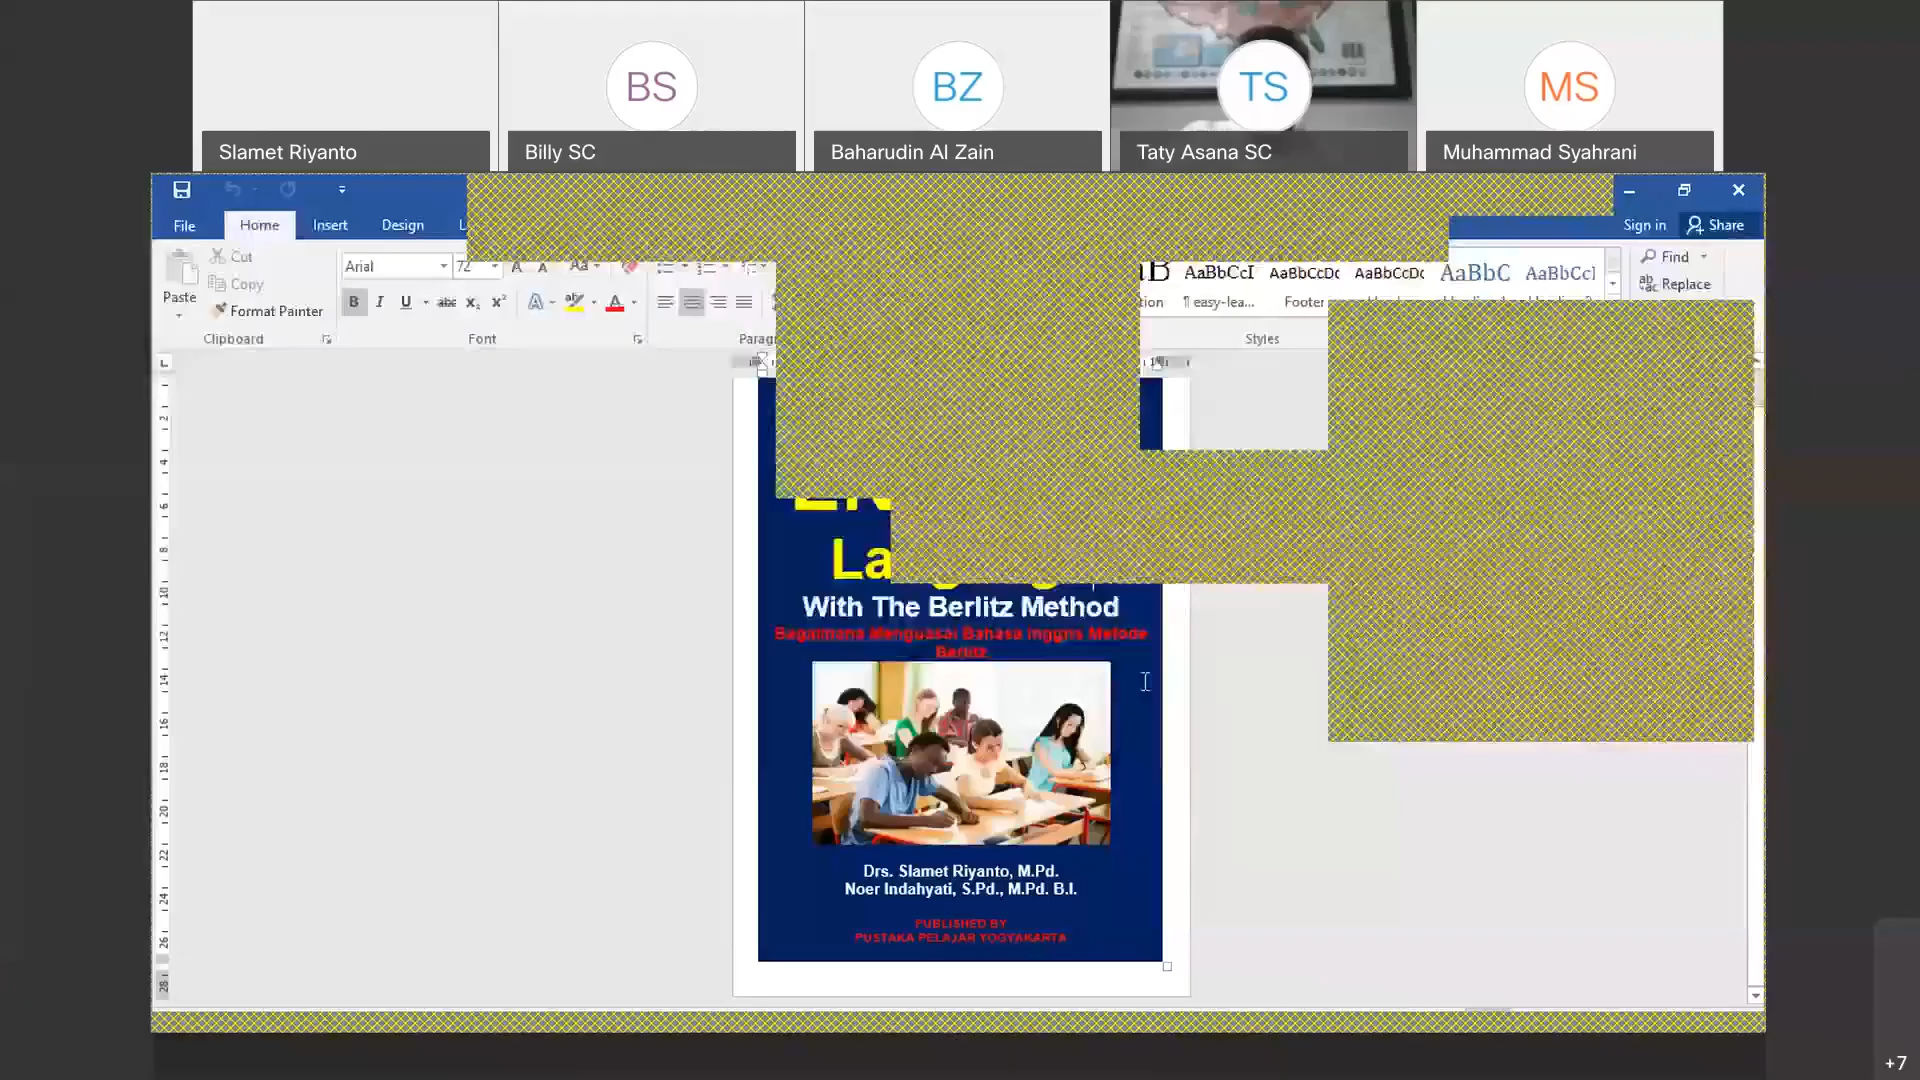 BS
BZ
TS
MS
Slamet Riyanto
Billy SC
Baharudin Al Zain
Taty Asana SC
Muhammad Syahrani
File
Home
Insert
Design
Sign in
Share
Paste
Cut
Copy
Format Painter
Clipboard
Arial
72
Font
AaBbCcI
AaBbCcDc
AaBbCcDc
AaBbC
AaBbCcI
¶ easy-lea...
Footer
Styles
Find
Replace
La
With The Berlitz Method
Bagaimana Menguasai Bahasa Inggris Metode
Berlitz
Drs. Slamet Riyanto, M.Pd.
Noer Indahyati, S.Pd., M.Pd. B.I.
PUBLISHED BY
PUSTAKA PELAJAR YOGYAKARTA
+7